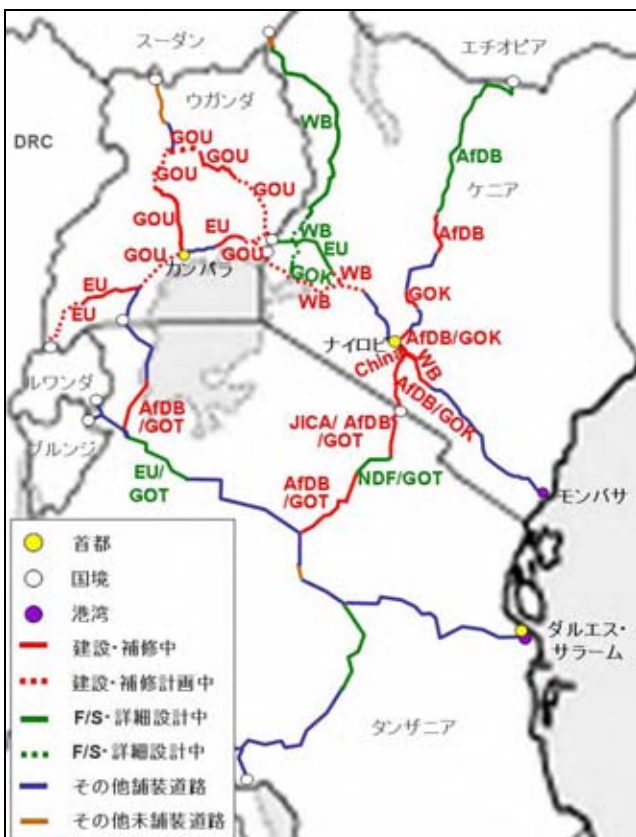 スーダン
エチオピア
ウガンダ
DRC
GOU
GOU
GOU
GOU
WB
AfDB
ケニア
GOU
EU
WB
AfDB
GOU
カンパラ
GOU
EU
GOK
WB
WB
GOK
EU
EU
ナイロビ
AfDB/GOK
China
WB
AfDB/GOK
ルワンダ
AfDB
/GOT
JICA/ AfDB
/GOT
ブルンジ
EU/
GOT
AfDB
/GOT
NDF/GOT
モンバサ
ダルエス・
サラーム
タンザニア
首都
国境
港湾
建設・補修中
建設・補修計画中
F/S・詳細設計中
F/S・詳細設計中
その他舗装道路
その他未舗装道路